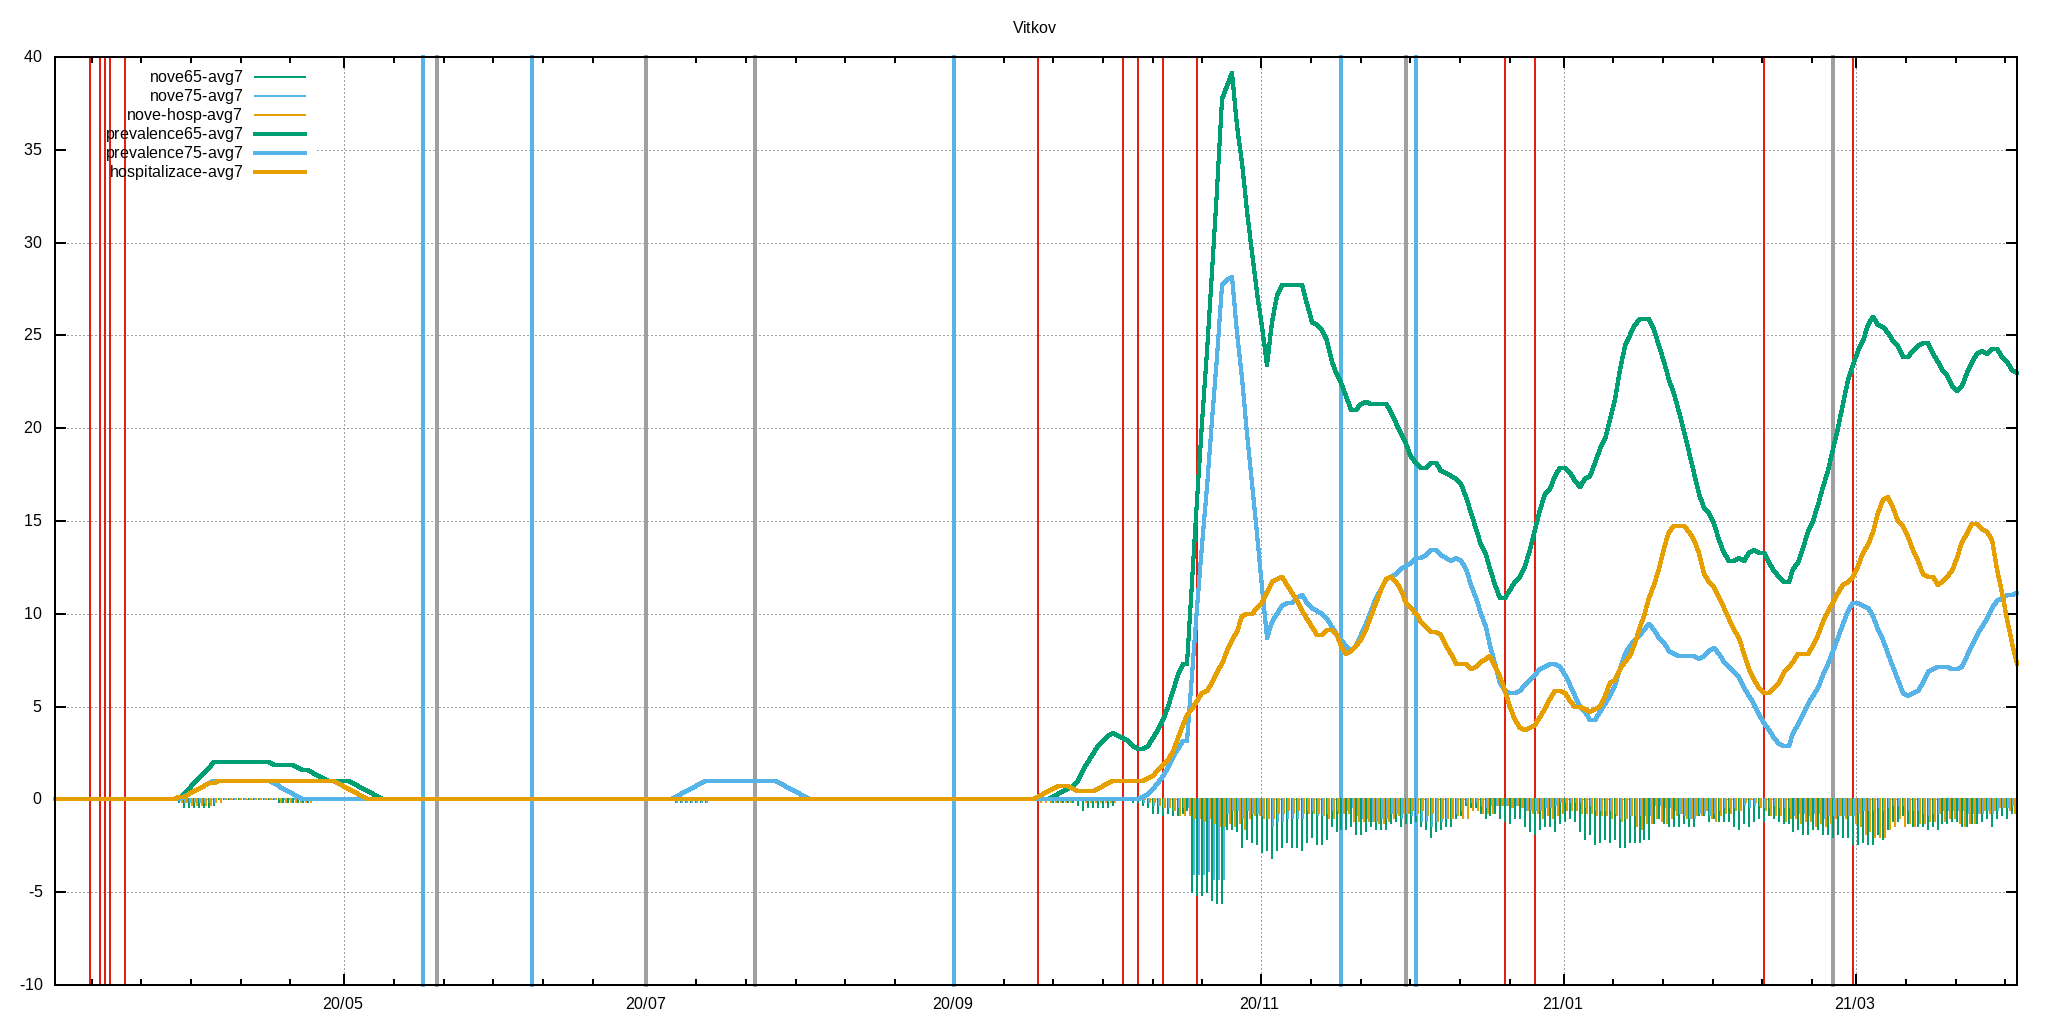 Vitkov
40
35
30
25
20
15
10
5
0
-5
-10
nove65-avg7
nove75-avg7
nove-hosp-avg7
prevalence65-avg7
prevalence75-avg7
hospitalizace-avg7
20/05 20/07 20/09 20/11 21/01 21/03